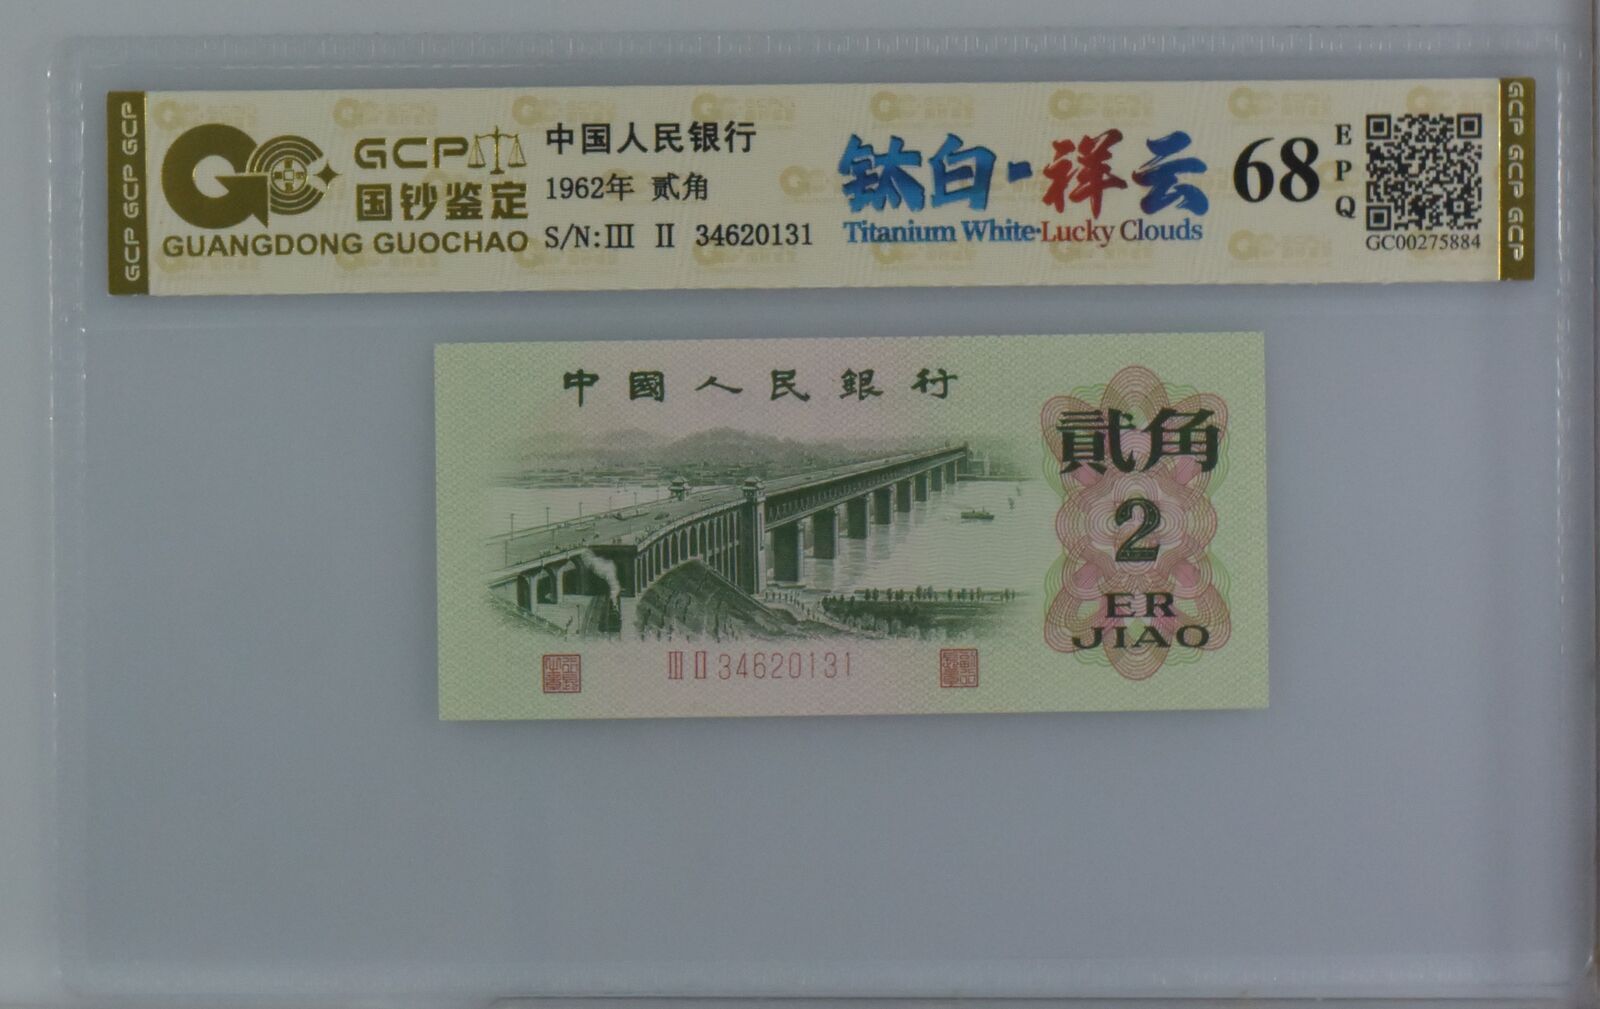 GCP GCP GCP
GCP
国钞鉴定
GUANGDONG GUOCHAO
中国人民银行
1962年 贰角
S/N:Ⅲ Ⅱ 34620131
钛白·祥云
Titanium White·Lucky Clouds
68
EPQ
GC00275884
GCP GCP GCP
中國人民銀行
貳角
2
ER
JIAO
Ⅲ Ⅱ 34620131